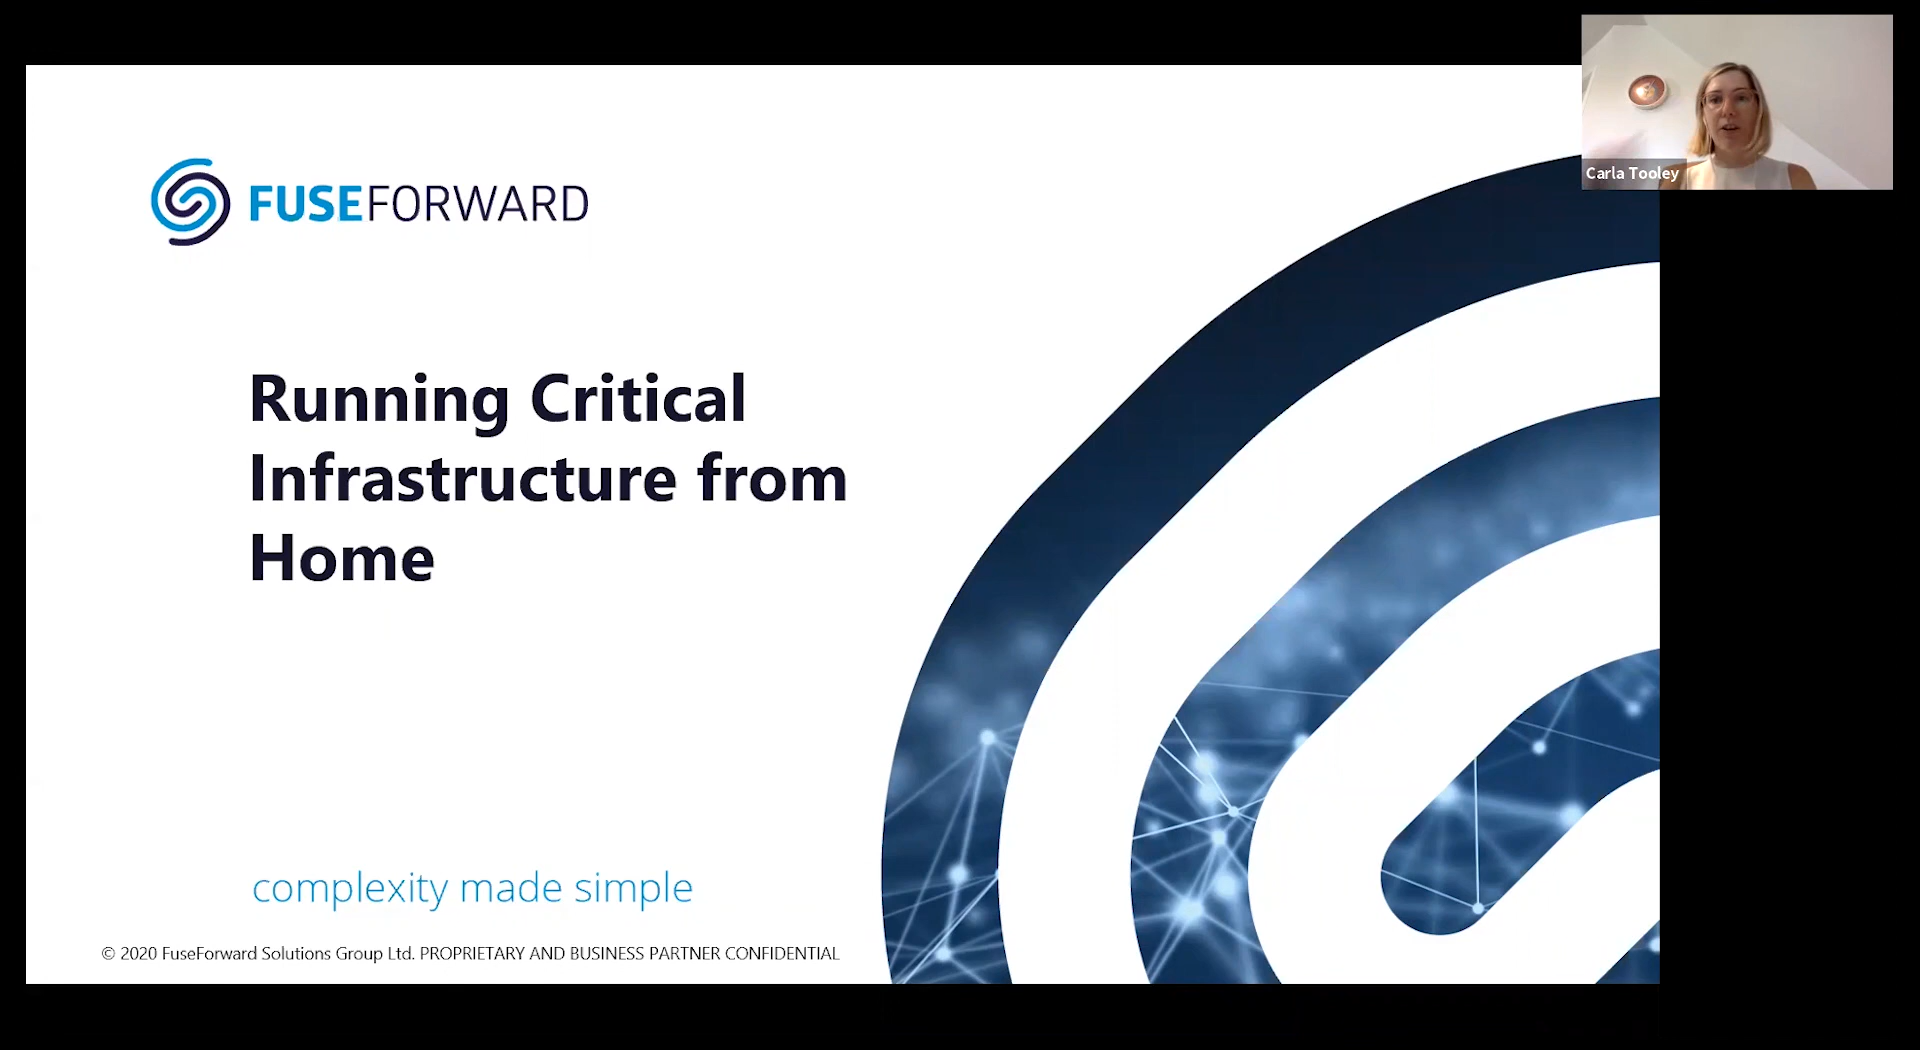 FUSEFORWARD
Running Critical
Infrastructure from
Home
complexity made simple
© 2020 FuseForward Solutions Group Ltd. PROPRIETARY AND BUSINESS PARTNER CONFIDENTIAL
Carla Tooley